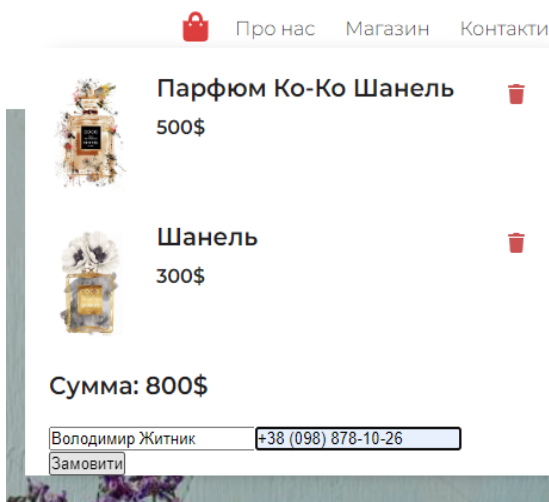 Про нас Магазин Контакти
Парфюм Ко-Ко Шанель
500$
Шанель
300$
Сумма: 800$
Володимир Житник +38 (098) 878-10-26
Замовити